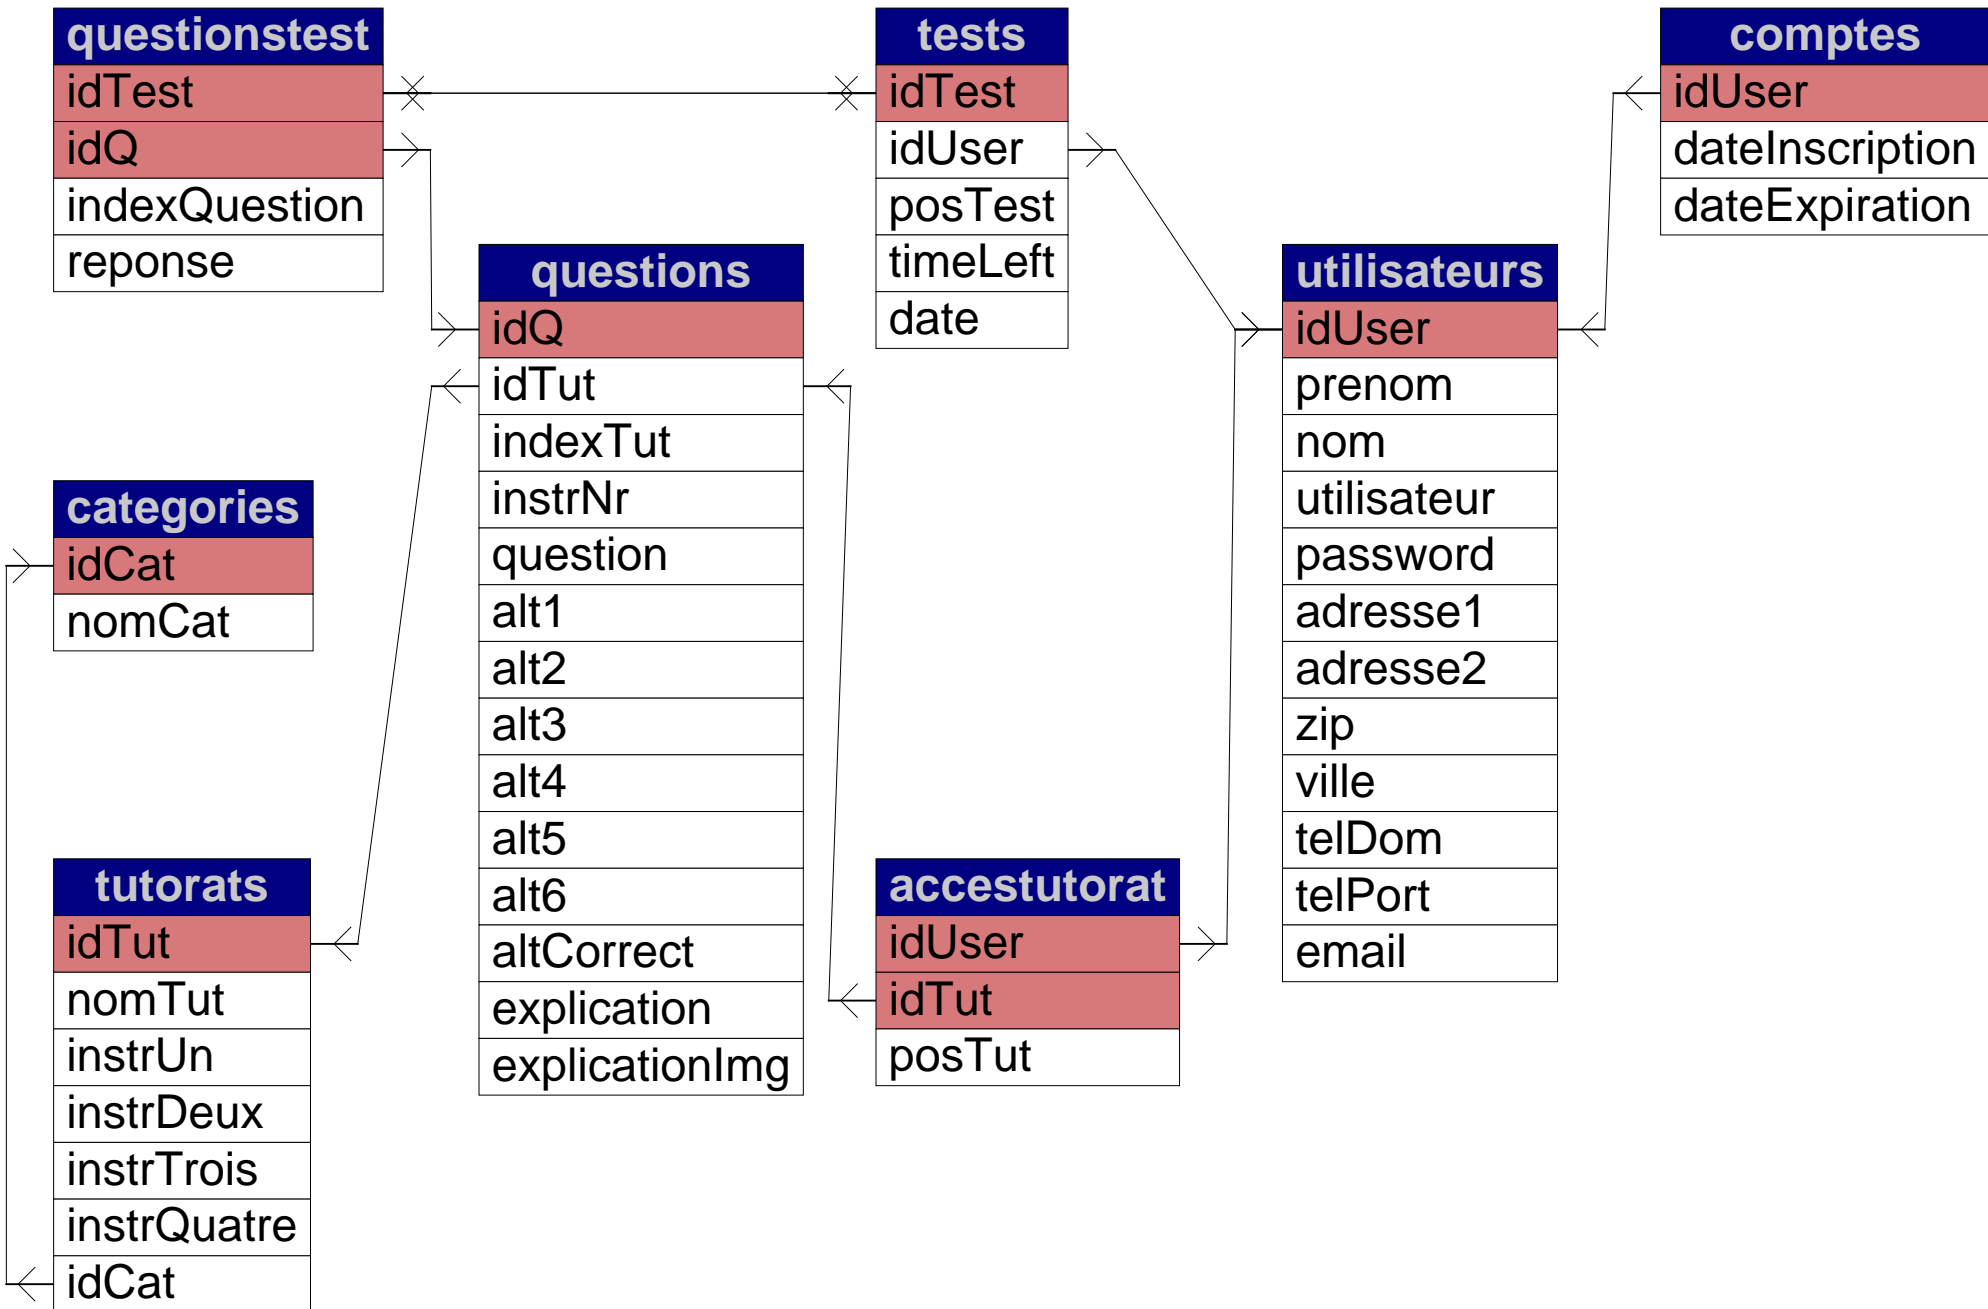 questionstest
idTest
idQ
indexQuestion
reponse
tests
idTest
idUser
posTest
timeLeft
date
comptes
idUser
dateInscription
dateExpiration
questions
idQ
idTut
indexTut
instrNr
question
alt1
alt2
alt3
alt4
alt5
alt6
altCorrect
explication
explicationImg
utilisateurs
idUser
prenom
nom
utilisateur
password
adresse1
adresse2
zip
ville
telDom
telPort
email
categories
idCat
nomCat
tutorats
idTut
nomTut
instrUn
instrDeux
instrTrois
instrQuatre
idCat
accestutorat
idUser
idTut
posTut